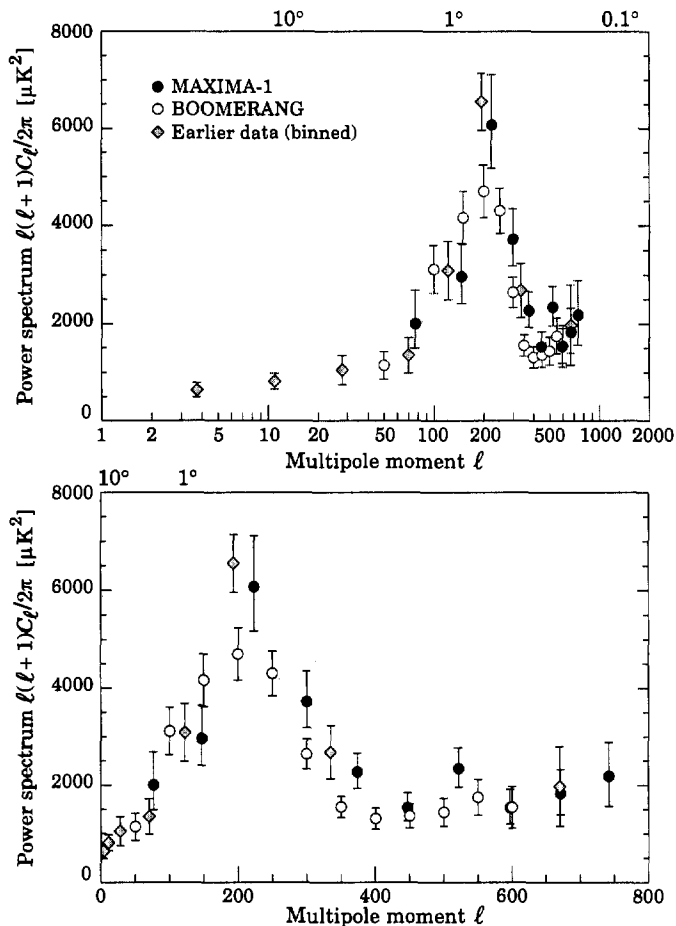 10° 1° 0.1°
8000
6000
4000
2000
0
Power spectrum ℓ(ℓ + 1)Cℓ/2π [μK²]
● MAXIMA-1
○ BOOMERANG
◈ Earlier data (binned)
1 2 5 10 20 50 100 200 500 1000 2000
Multipole moment ℓ
10° 1°
8000
6000
4000
2000
0
Power spectrum ℓ(ℓ + 1)Cℓ/2π [μK²]
0 200 400 600 800
Multipole moment ℓ